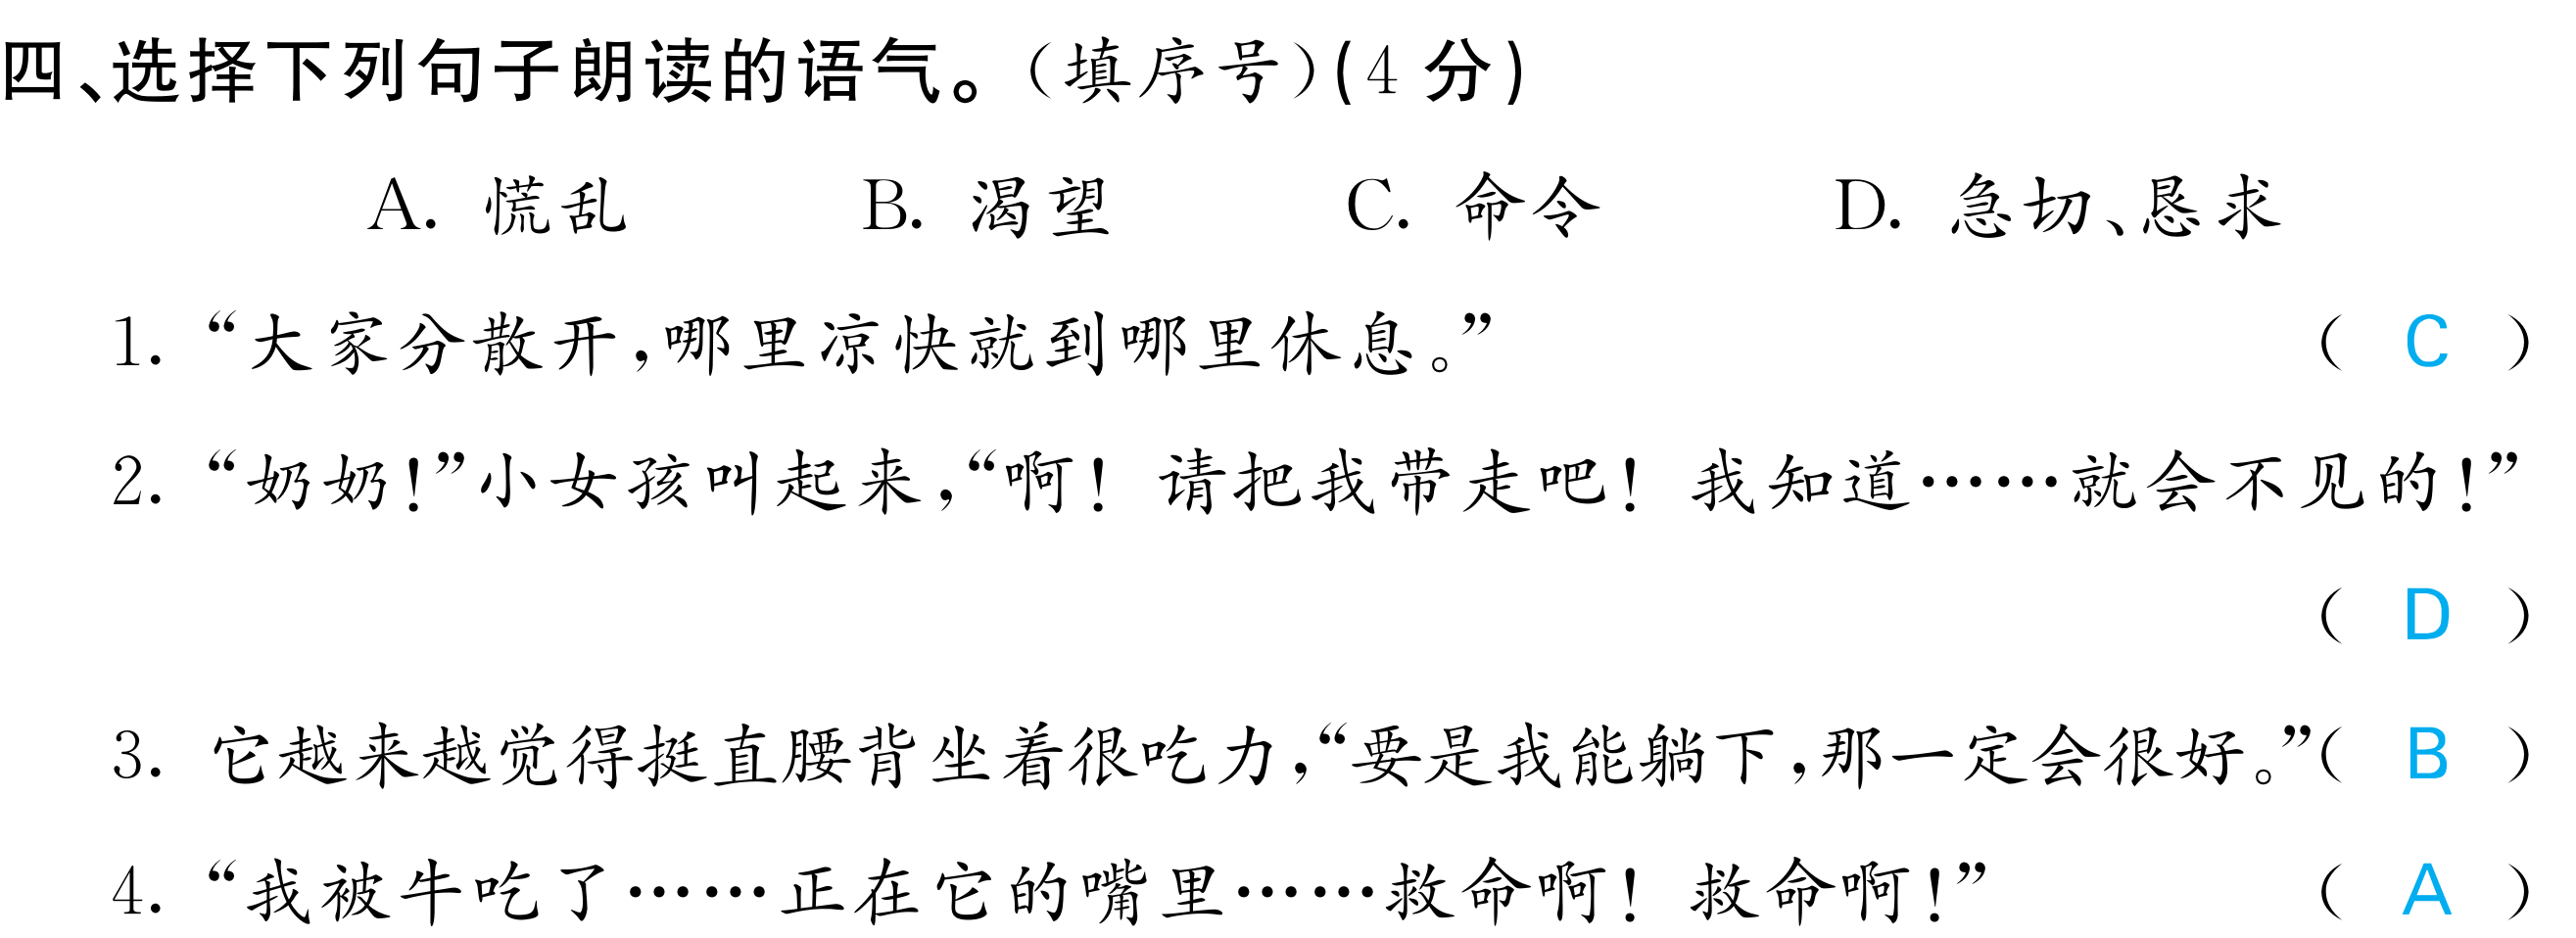 四、选择下列句子朗读的语气。(填序号)(4 分)
A. 慌乱 B. 渴望 C. 命令 D. 急切、恳求
1. “大家分散开,哪里凉快就到哪里休息。” ( C )
2. “奶奶!”小女孩叫起来,“啊! 请把我带走吧! 我知道……就会不见的!”
( D )
3. 它越来越觉得挺直腰背坐着很吃力,“要是我能躺下,那一定会很好。”( B )
4. “我被牛吃了……正在它的嘴里……救命啊! 救命啊!” ( A )